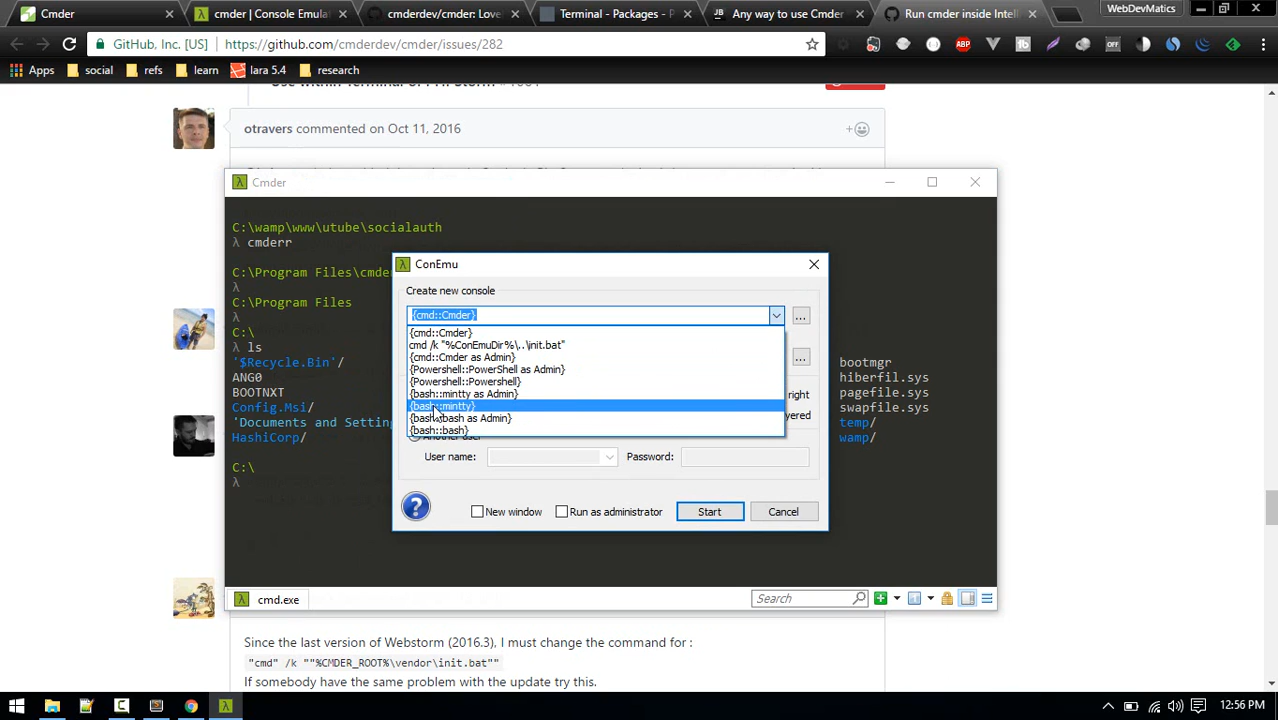 Cmder
cmder | Console Emula
cmderdev/cmder: Love
Terminal - Packages - P
Any way to use Cmder
Run cmder inside Intell
WebDevMatics
GitHub, Inc. [US]
https://github.com/cmderdev/cmder/issues/282
ABP
OFF
Apps
social
refs
learn
lara 5.4
research
otravers commented on Oct 11, 2016
Cmder
C:\wamp\www\utube\socialauth
λ cmderr
C:\Program Files\cmde
λ
C:\Program Files
λ
C:\
λ ls
'$Recycle.Bin'/
ANG0
BOOTNXT
Config.Msi/
'Documents and Setting
HashiCorp/
C:\
λ
bootmgr
hiberfil.sys
pagefile.sys
swapfile.sys
temp/
wamp/
ConEmu
Create new console
{cmd::Cmder}
...
{cmd::Cmder}
cmd /k "%ConEmuDir%\..\init.bat"
{cmd::Cmder as Admin}
{Powershell::PowerShell as Admin}
{Powershell::Powershell}
{bash::mintty as Admin}
{bash::mintty}
{bash::bash as Admin}
{bash::bash}
...
right
yered
User name:
Password:
New window
Run as administrator
Start
Cancel
cmd.exe
Search
Since the last version of Webstorm (2016.3), I must change the command for :
"cmd" /k ""%CMDER_ROOT%\vendor\init.bat""
If somebody have the same problem with the update try this.
12:56 PM